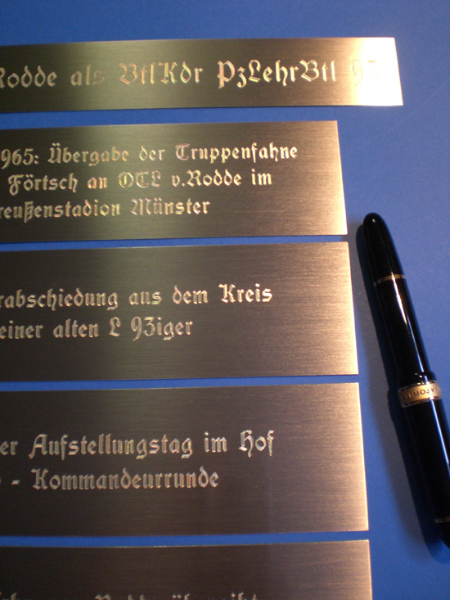 Rodde als BtlKdr PzLehrBtl 93
965: Übergabe der Truppenfahne
Förtsch an OTL v.Rodde im
reußenstadion Münster
rabschiedung aus dem Kreis
einer alten L 93iger
er Aufstellungstag im Hof
- Kommandeurrunde